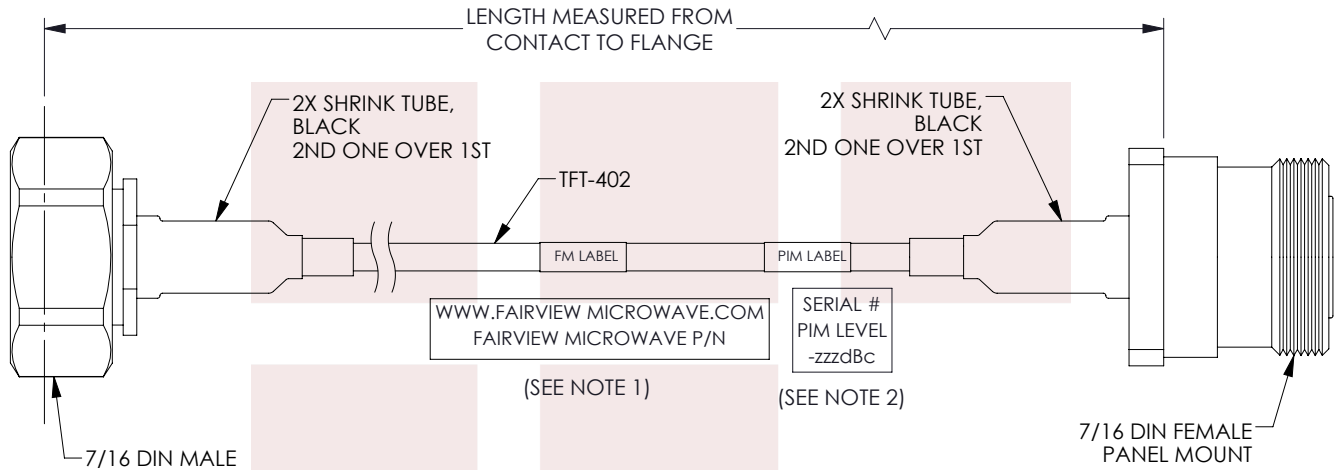 LENGTH MEASURED FROM
CONTACT TO FLANGE
2X SHRINK TUBE,
BLACK
2ND ONE OVER 1ST
2X SHRINK TUBE,
BLACK
2ND ONE OVER 1ST
TFT-402
FM LABEL
PIM LABEL
WWW.FAIRVIEW MICROWAVE.COM
FAIRVIEW MICROWAVE P/N
SERIAL #
PIM LEVEL
-zzzdBc
(SEE NOTE 1)
(SEE NOTE 2)
7/16 DIN MALE
7/16 DIN FEMALE
PANEL MOUNT